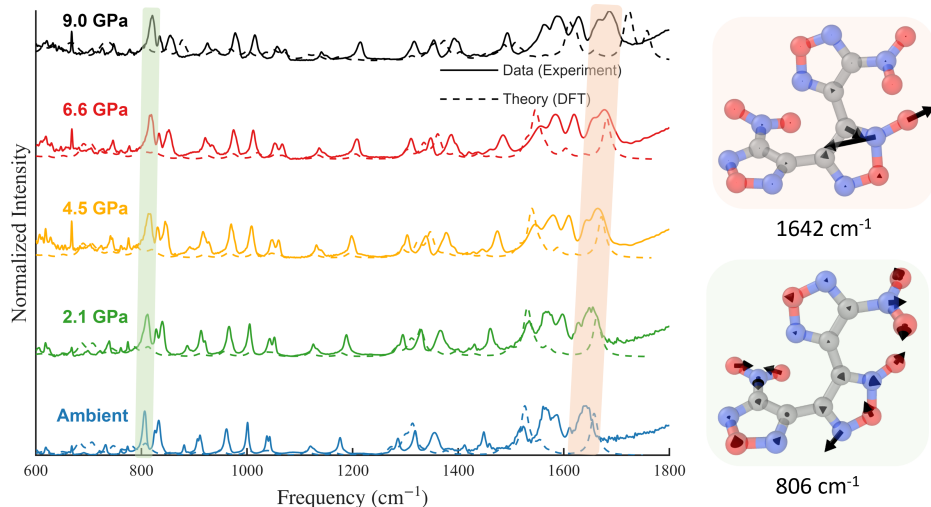 9.0 GPa
Data (Experiment)
Theory (DFT)
6.6 GPa
4.5 GPa
2.1 GPa
Ambient
Normalized Intensity
600 800 1000 1200 1400 1600 1800
Frequency (cm⁻¹)
1642 cm⁻¹
806 cm⁻¹